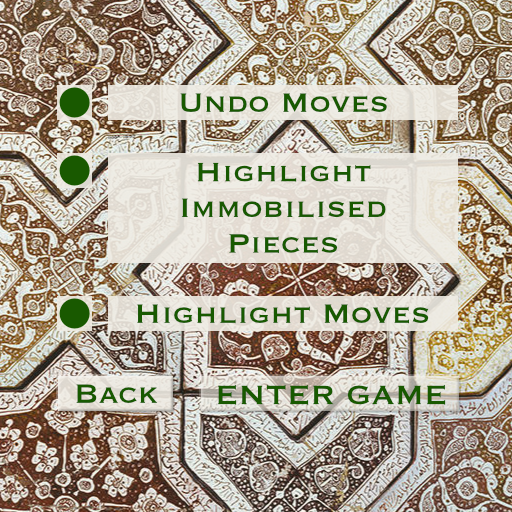 Undo Moves
Highlight
Immobilised
Pieces
Highlight Moves
Back
ENTER GAME